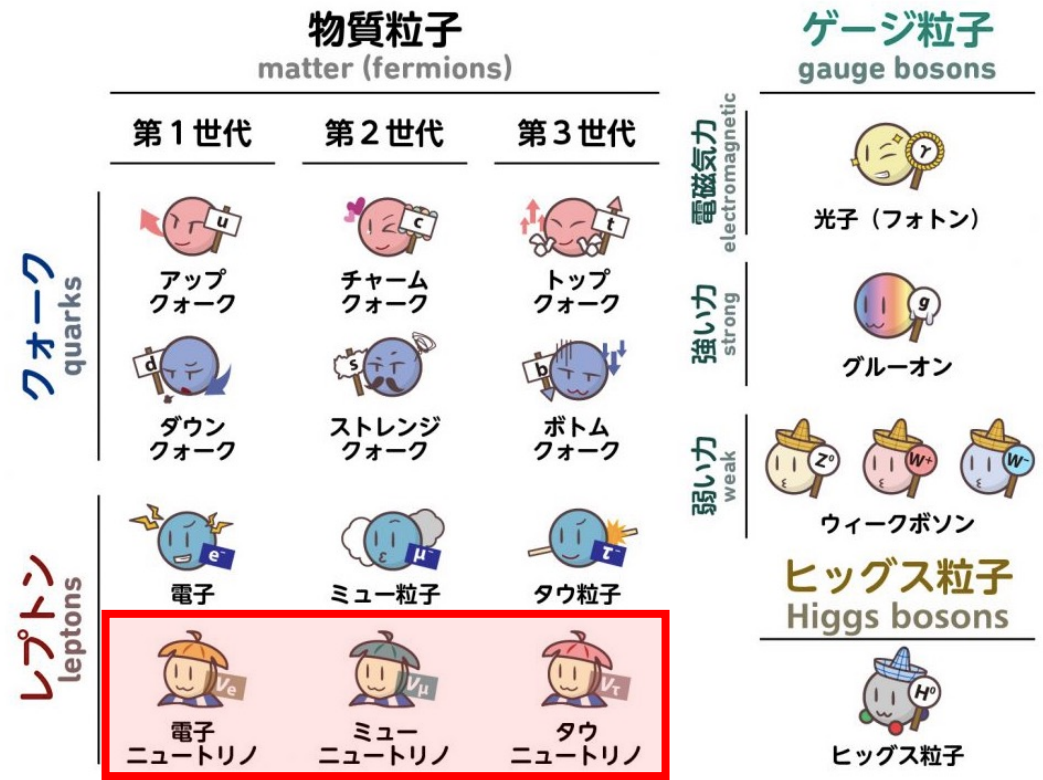 物質粒子
matter (fermions)
第1世代
第2世代
第3世代
クォーク
quarks
u
アップ
クォーク
c
チャーム
クォーク
t
トップ
クォーク
d
ダウン
クォーク
s
ストレンジ
クォーク
b
ボトム
クォーク
レプトン
leptons
e⁻
電子
μ⁻
ミュー粒子
τ⁻
タウ粒子
νe
電子
ニュートリノ
νμ
ミュー
ニュートリノ
ντ
タウ
ニュートリノ
ゲージ粒子
gauge bosons
電磁気力
electromagnetic
γ
光子（フォトン）
強い力
strong
g
グルーオン
弱い力
weak
Z⁰
W⁺
W⁻
ウィークボソン
ヒッグス粒子
Higgs bosons
H⁰
ヒッグス粒子